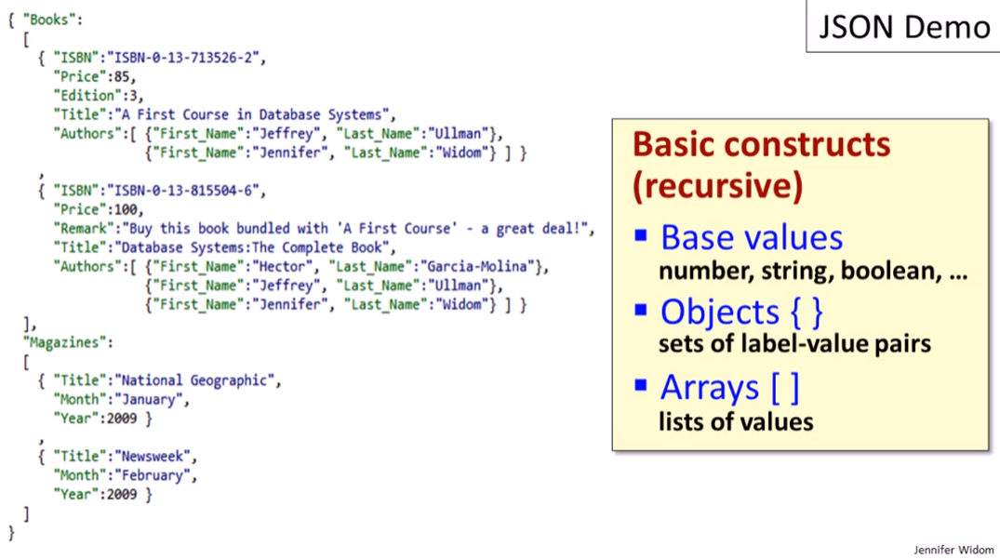 { "Books":
  [
    { "ISBN":"ISBN-0-13-713526-2",
      "Price":85,
      "Edition":3,
      "Title":"A First Course in Database Systems",
      "Authors":[ {"First_Name":"Jeffrey", "Last_Name":"Ullman"},
                  {"First_Name":"Jennifer", "Last_Name":"Widom"} ] }
    ,
    { "ISBN":"ISBN-0-13-815504-6",
      "Price":100,
      "Remark":"Buy this book bundled with 'A First Course' - a great deal!",
      "Title":"Database Systems:The Complete Book",
      "Authors":[ {"First_Name":"Hector", "Last_Name":"Garcia-Molina"},
                  {"First_Name":"Jeffrey", "Last_Name":"Ullman"},
                  {"First_Name":"Jennifer", "Last_Name":"Widom"} ] }
  ],
  "Magazines":
  [
    { "Title":"National Geographic",
      "Month":"January",
      "Year":2009 }
    ,
    { "Title":"Newsweek",
      "Month":"February",
      "Year":2009 }
  ]
}
JSON Demo
Basic constructs
(recursive)
▪ Base values
number, string, boolean, …
▪ Objects { }
sets of label-value pairs
▪ Arrays [ ]
lists of values
Jennifer Widom